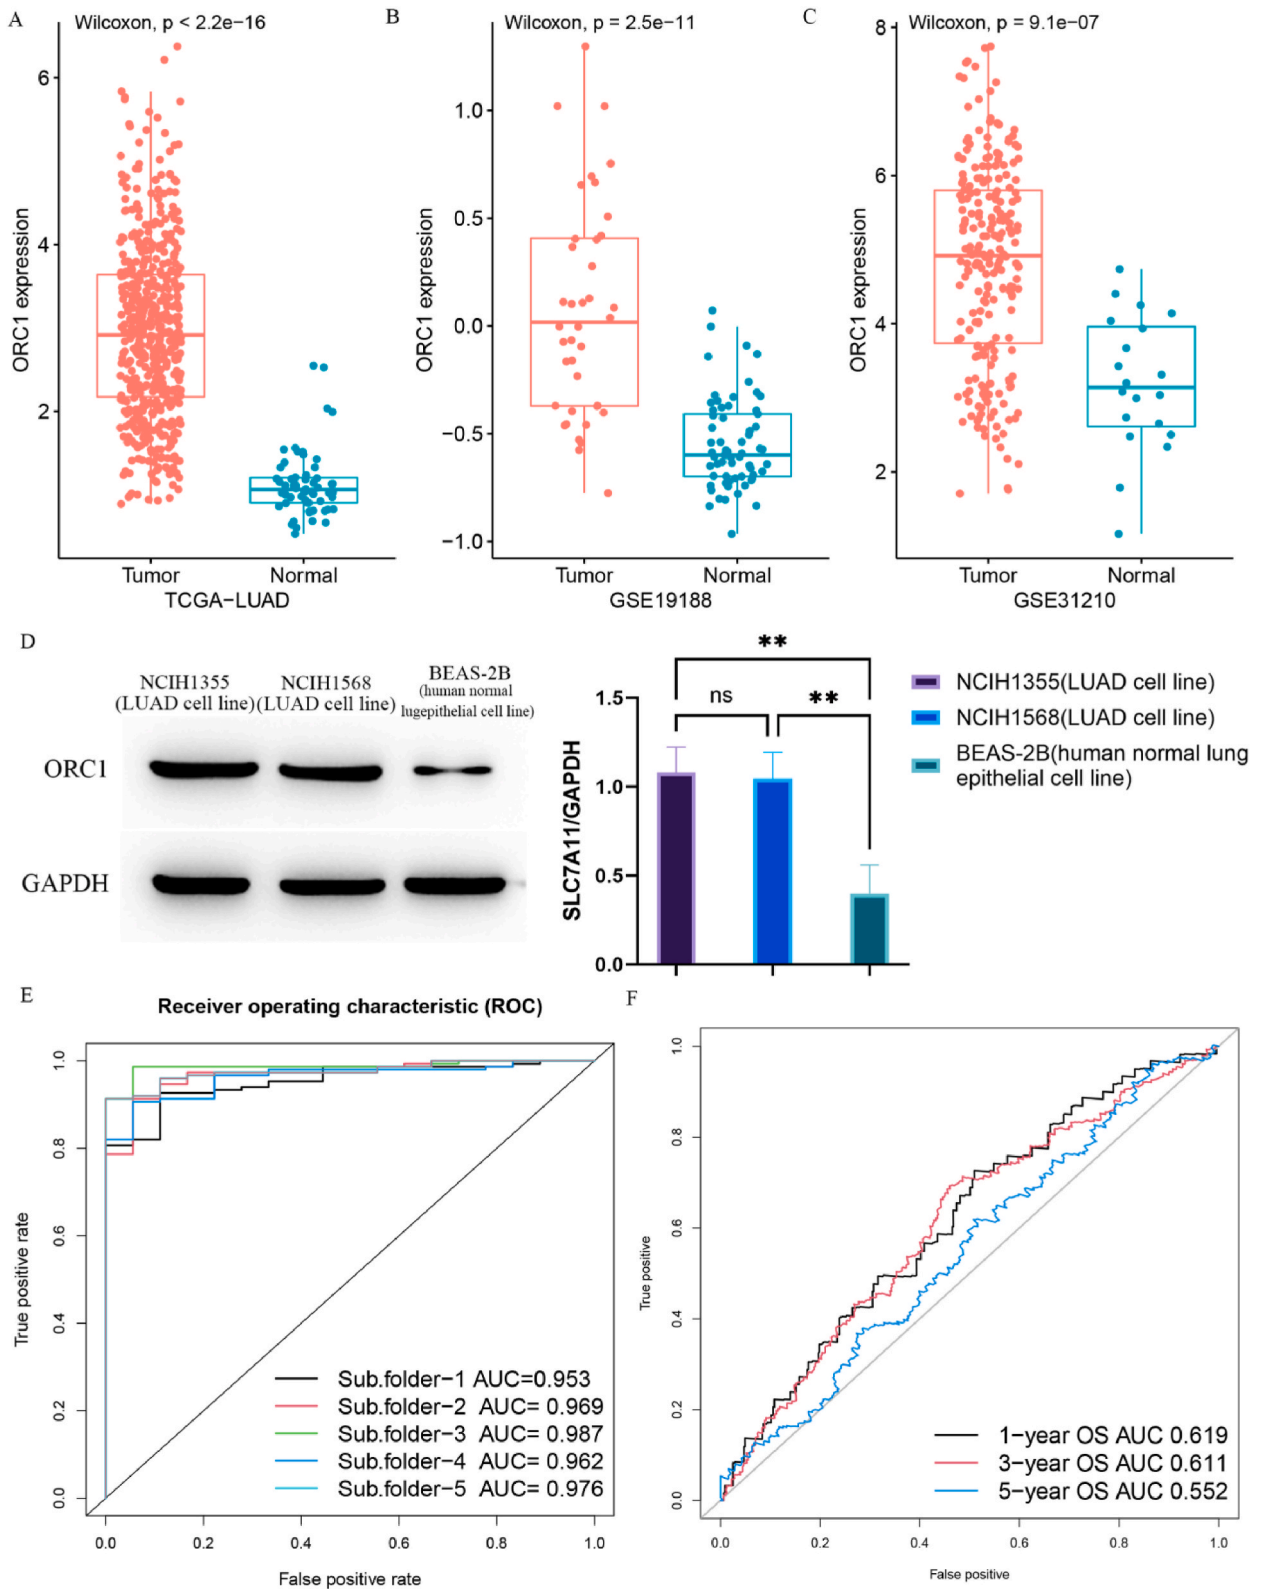 A
Wilcoxon, p < 2.2e−16
ORC1 expression
6
4
2
Tumor
Normal
TCGA−LUAD
B
Wilcoxon, p = 2.5e−11
ORC1 expression
1.0
0.5
0.0
−0.5
−1.0
Tumor
Normal
GSE19188
C
Wilcoxon, p = 9.1e−07
ORC1 expression
8
6
4
2
Tumor
Normal
GSE31210
D
NCIH1355
(LUAD cell line)
NCIH1568
(LUAD cell line)
BEAS-2B
(human normal
lugepithelial cell line)
ORC1
GAPDH
SLC7A11/GAPDH
1.5
1.0
0.5
0.0
**
ns
**
NCIH1355(LUAD cell line)
NCIH1568(LUAD cell line)
BEAS-2B(human normal lung
epithelial cell line)
E
Receiver operating characteristic (ROC)
True positive rate
1.0
0.8
0.6
0.4
0.2
0.0
Sub.folder−1 AUC=0.953
Sub.folder−2 AUC= 0.969
Sub.folder−3 AUC= 0.987
Sub.folder−4 AUC= 0.962
Sub.folder−5 AUC= 0.976
0.0 0.2 0.4 0.6 0.8 1.0
False positive rate
F
True positive
1.0
0.8
0.6
0.4
0.2
0.0
1−year OS AUC 0.619
3−year OS AUC 0.611
5−year OS AUC 0.552
0.0 0.2 0.4 0.6 0.8 1.0
False positive